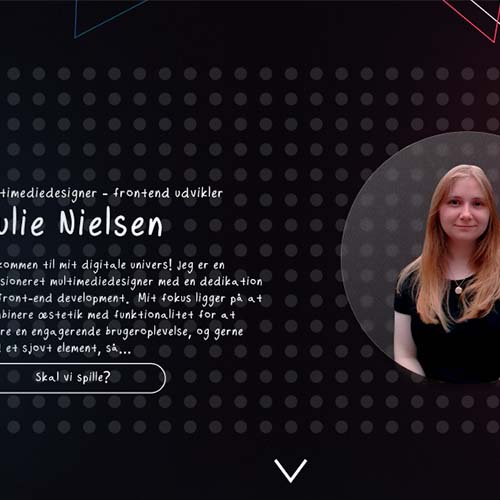 timediedesigner - frontend udvikler
ulie Nielsen
kommen til mit digitale univers! Jeg er en
sioneret multimediedesigner med en dedikation
front-end development. Mit fokus ligger på at
binere æstetik med funktionalitet for at
re en engagerende brugeroplevelse, og gerne
et sjovt element, så...
Skal vi spille?